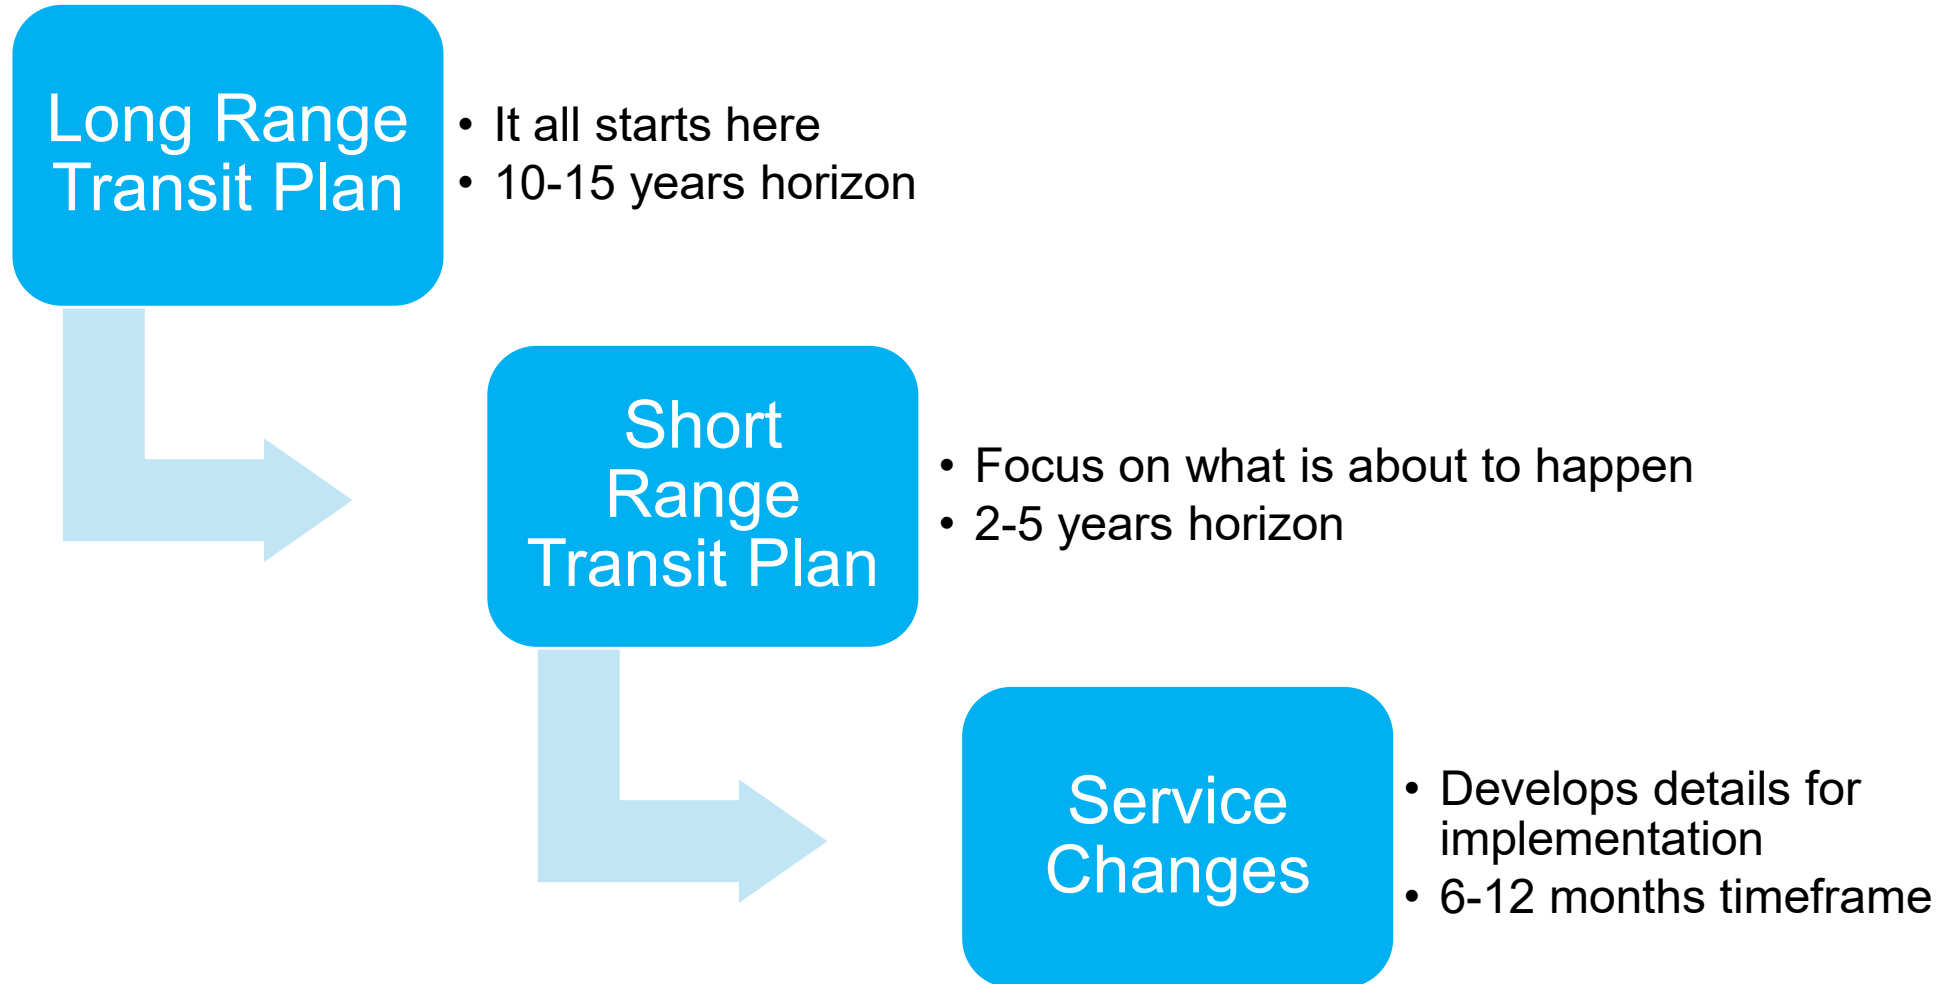 Long Range
Transit Plan
• It all starts here
• 10-15 years horizon
Short
Range
Transit Plan
• Focus on what is about to happen
• 2-5 years horizon
Service
Changes
• Develops details for
implementation
• 6-12 months timeframe